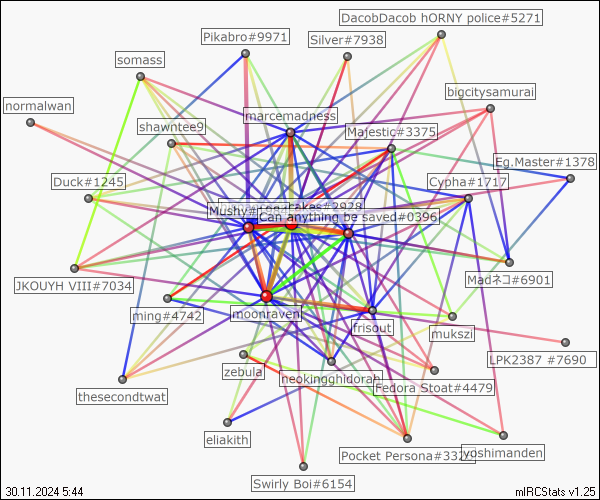 DacobDacob hORNY police#5271
Pikabro#9971
Silver#7938
somass
bigcitysamurai
normalwan
marcemadness
shawntee9
Majestic#3375
Eg.Master#1378
Duck#1245
Cypha#1717
cakes#2928
Mushy
Can anything be saved#0396
JKOUYH VIII#7034
Madネコ#6901
ming#4742
moonraven
frisout
mukszi
LPK2387 #7690
zebula
neokingghidorah
Fedora Stoat#4479
thesecondtwat
eliakith
Pocket Persona#332
yoshimanden
Swirly Boi#6154
30.11.2024 5:44
mIRCStats v1.25